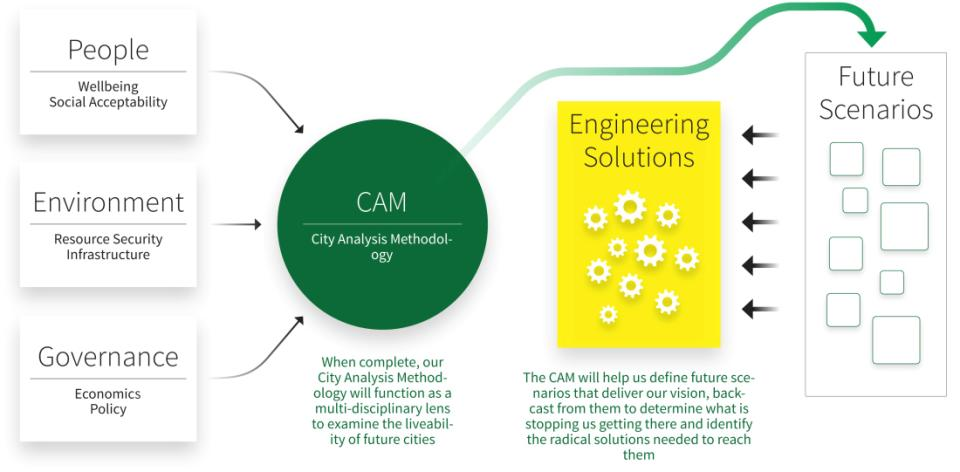 People
Wellbeing
Social Acceptability
Environment
Resource Security
Infrastructure
Governance
Economics
Policy
CAM
City Analysis Methodol-
ogy
When complete, our
City Analysis Method-
ology will function as a
multi-disciplinary lens
to examine the liveabil-
ity of future cities
Engineering
Solutions
The CAM will help us define future sce-
narios that deliver our vision, back-
cast from them to determine what is
stopping us getting there and identify
the radical solutions needed to reach
them
Future
Scenarios